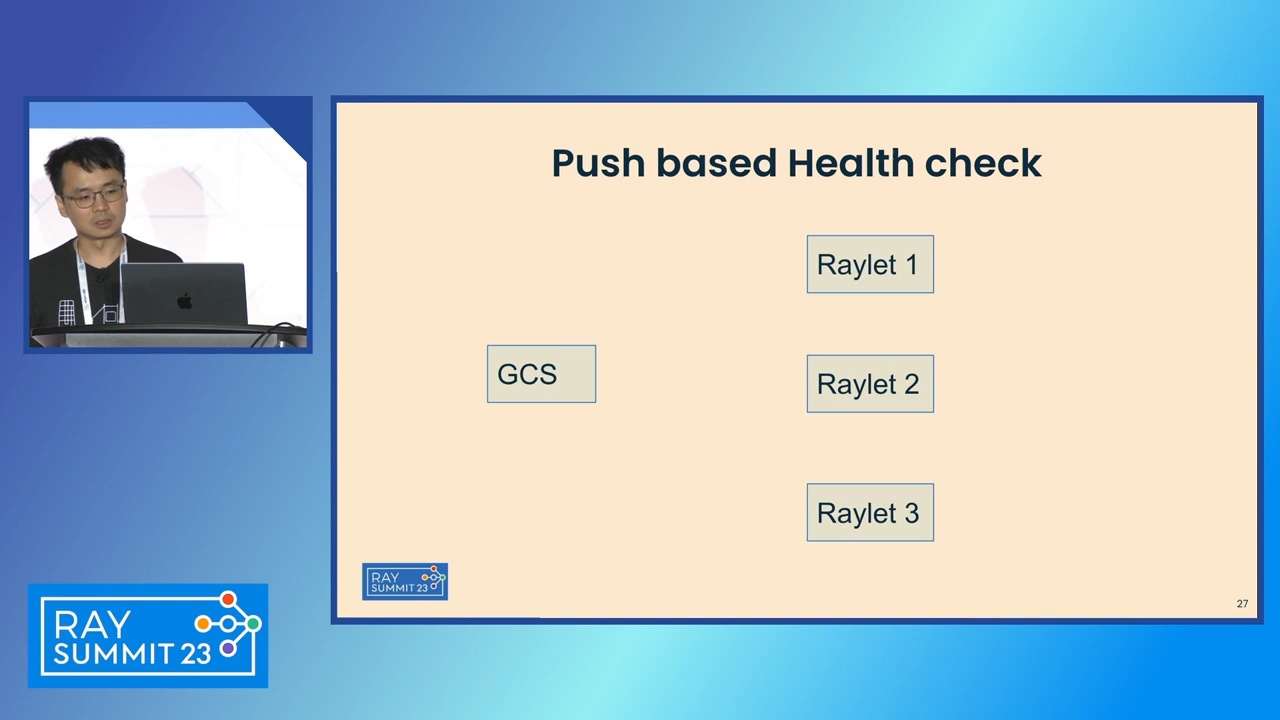 Push based Health check
Raylet 1
GCS
Raylet 2
Raylet 3
RAY
SUMMIT 23
27
RAY
SUMMIT 23